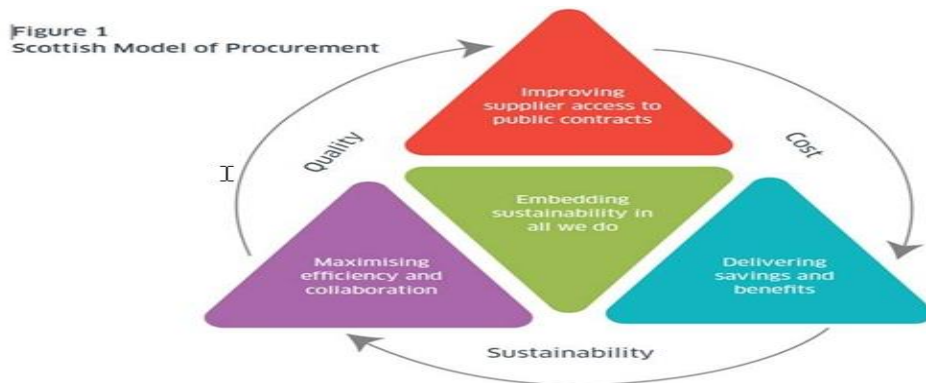 Figure 1
Scottish Model of Procurement
Improving
supplier access to
public contracts
Quality
Cost
Embedding
sustainability in
all we do
Maximising
efficiency and
collaboration
Delivering
savings and
benefits
Sustainability